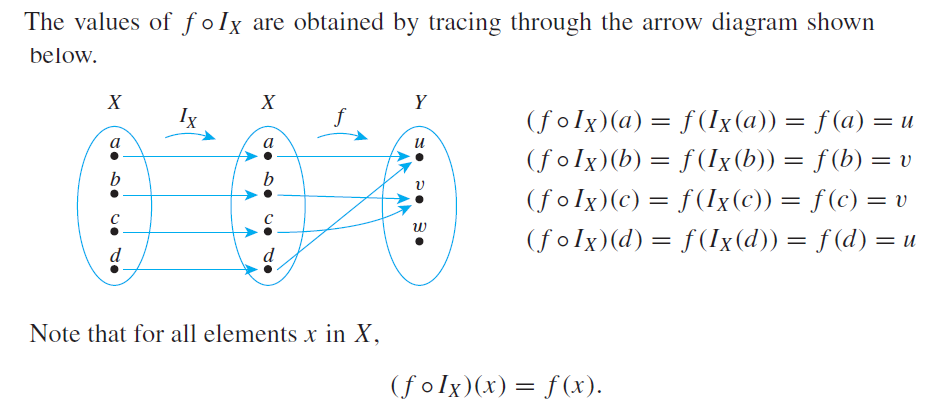 The values of f ∘ I_X are obtained by tracing through the arrow diagram shown
below.
X I_X X f Y
a a u
b b v
c c w
d d
(f ∘ I_X)(a) = f(I_X(a)) = f(a) = u
(f ∘ I_X)(b) = f(I_X(b)) = f(b) = v
(f ∘ I_X)(c) = f(I_X(c)) = f(c) = v
(f ∘ I_X)(d) = f(I_X(d)) = f(d) = u
Note that for all elements x in X,
(f ∘ I_X)(x) = f(x).